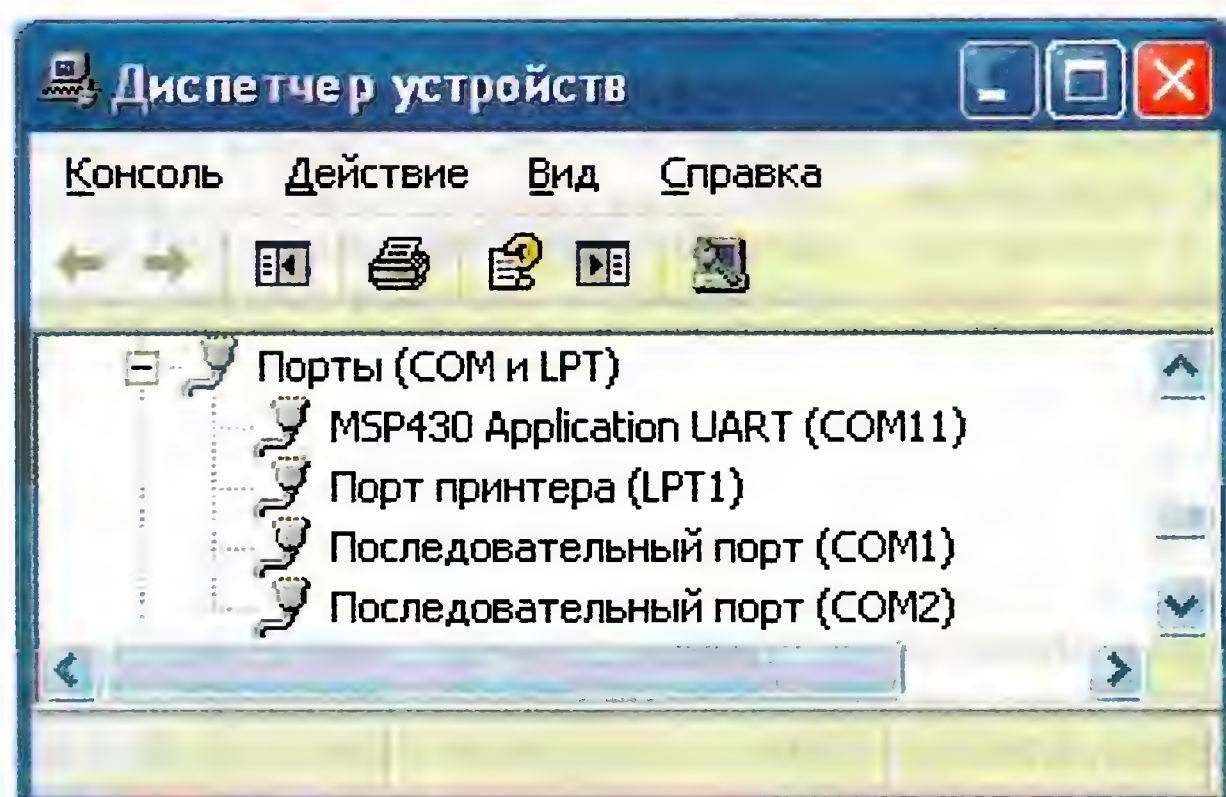 Диспетчер устройств
Консоль Действие Вид Справка
Порты (COM и LPT)
MSP430 Application UART (COM11)
Порт принтера (LPT1)
Последовательный порт (COM1)
Последовательный порт (COM2)